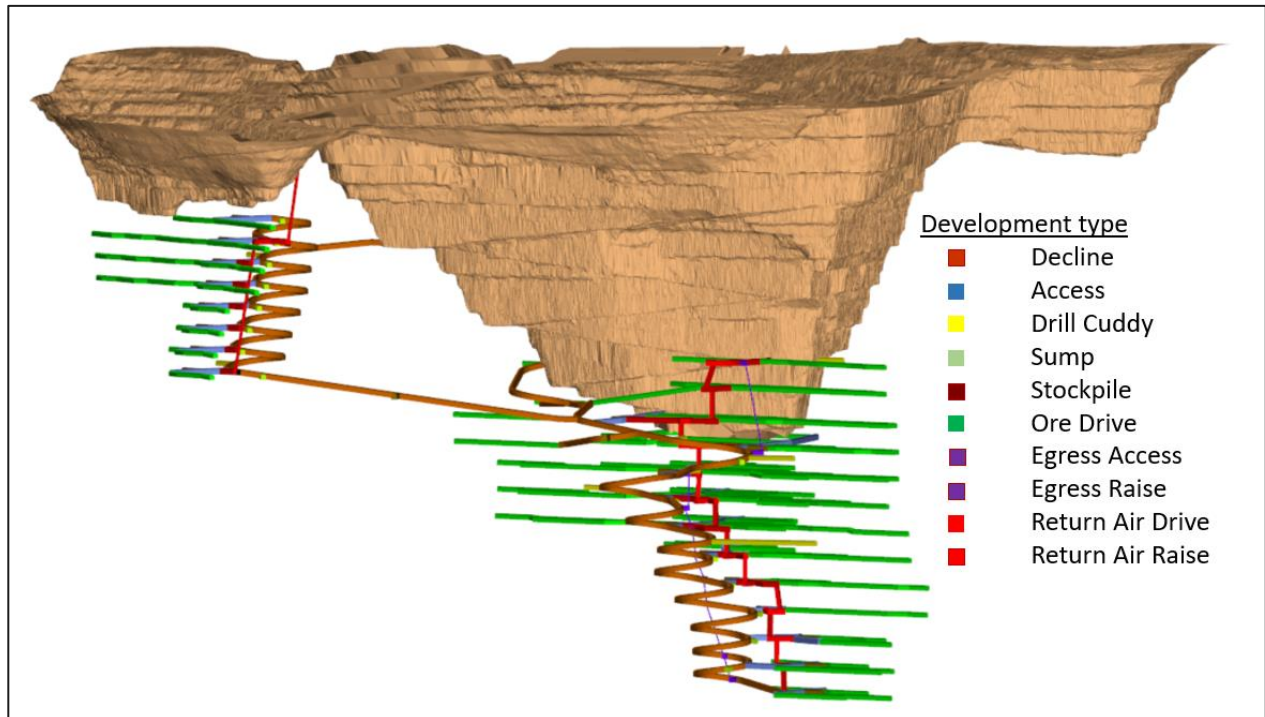 Development type
Decline
Access
Drill Cuddy
Sump
Stockpile
Ore Drive
Egress Access
Egress Raise
Return Air Drive
Return Air Raise